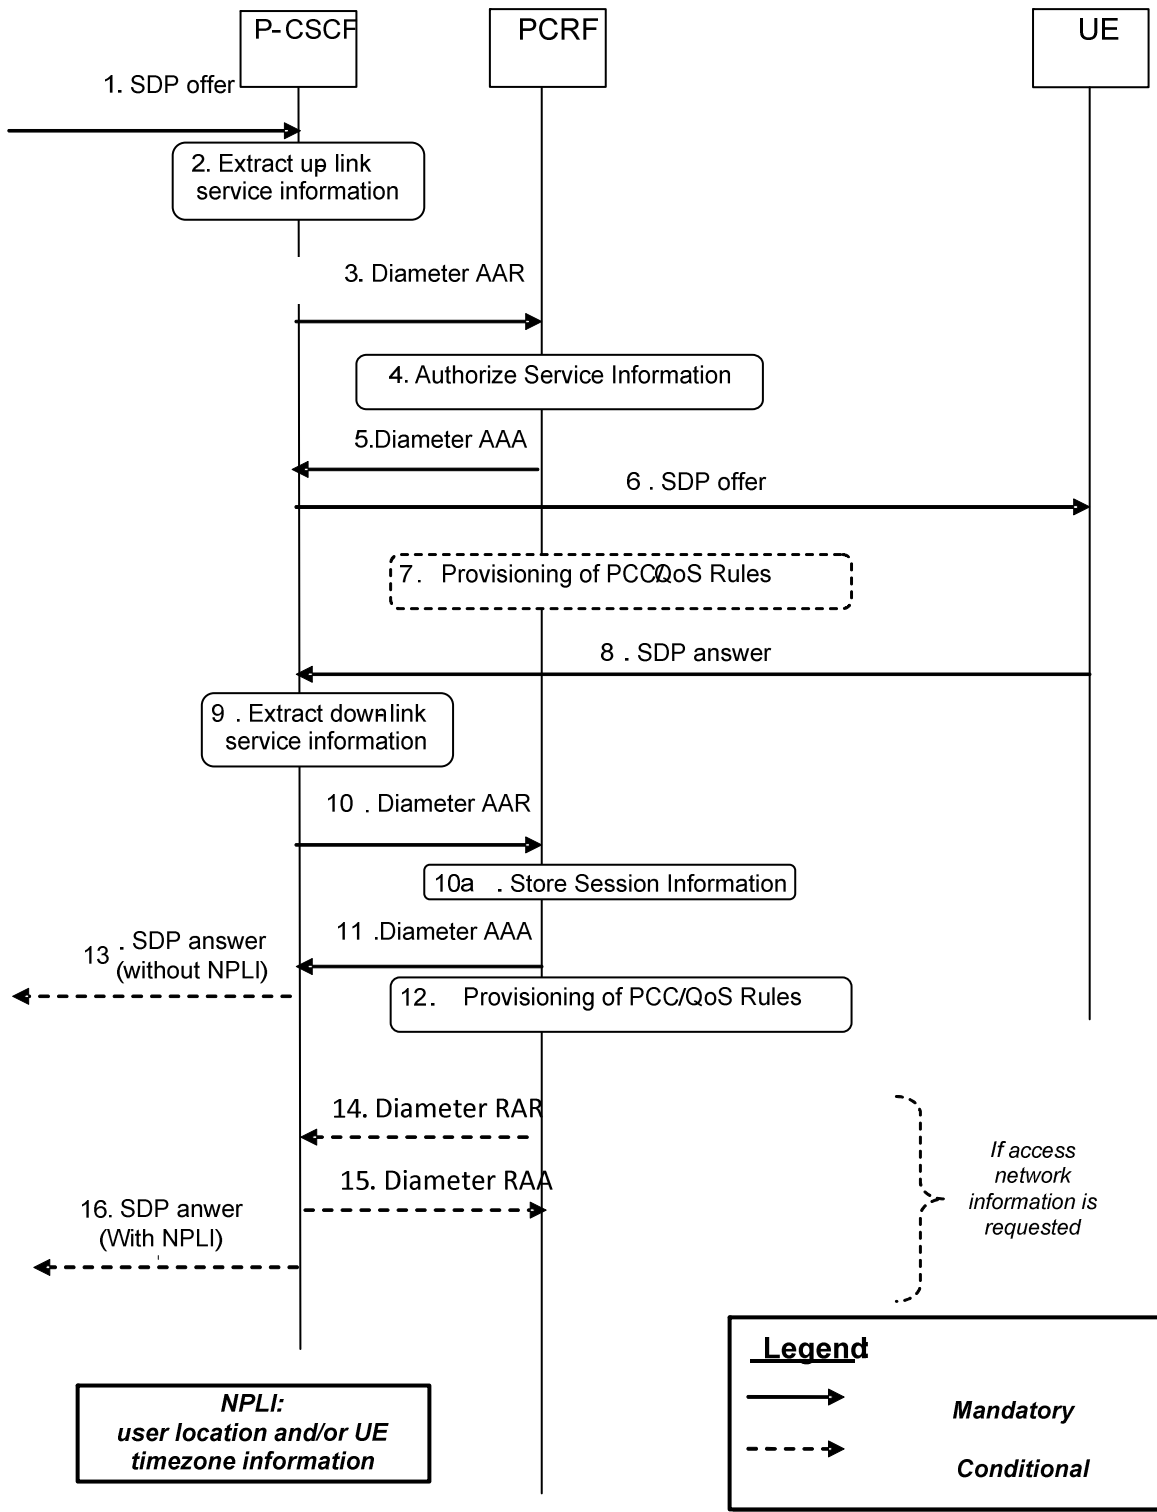 P-CSCF
PCRF
UE
1. SDP offer
2. Extract up link
service information
3. Diameter AAR
4. Authorize Service Information
5.Diameter AAA
6 . SDP offer
7. Provisioning of PCC/QoS Rules
8 . SDP answer
9 . Extract down-link
service information
10 . Diameter AAR
10a . Store Session Information
11 .Diameter AAA
13 . SDP answer
(without NPLI)
12. Provisioning of PCC/QoS Rules
14. Diameter RAR
15. Diameter RAA
16. SDP anwer
(With NPLI)
If access
network
information is
requested
Legend:
Mandatory
Conditional
NPLI:
user location and/or UE
timezone information